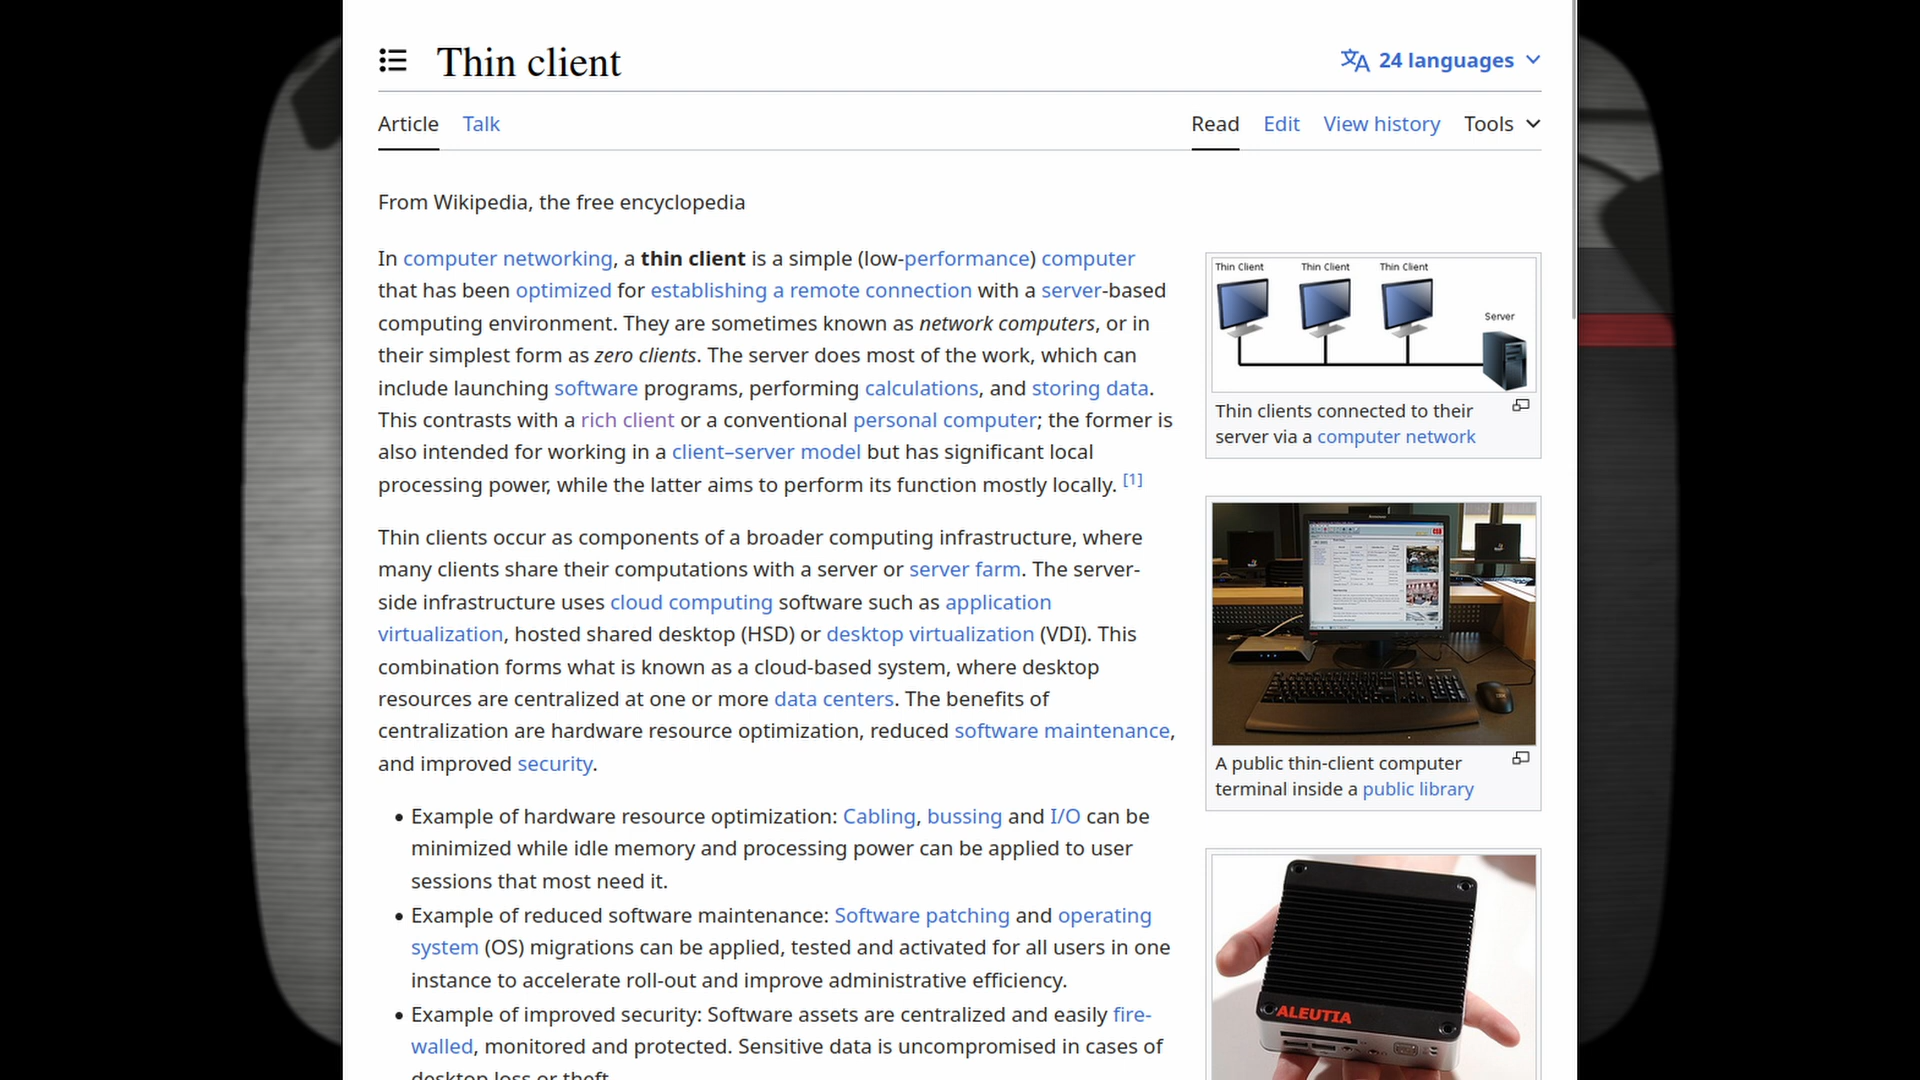 Thin client
24 languages
Article Talk Read Edit View history Tools
From Wikipedia, the free encyclopedia
In computer networking, a thin client is a simple (low-performance) computer
that has been optimized for establishing a remote connection with a server-based
computing environment. They are sometimes known as network computers, or in
their simplest form as zero clients. The server does most of the work, which can
include launching software programs, performing calculations, and storing data.
This contrasts with a rich client or a conventional personal computer; the former is
also intended for working in a client–server model but has significant local
processing power, while the latter aims to perform its function mostly locally. [1]
Thin clients occur as components of a broader computing infrastructure, where
many clients share their computations with a server or server farm. The server-
side infrastructure uses cloud computing software such as application
virtualization, hosted shared desktop (HSD) or desktop virtualization (VDI). This
combination forms what is known as a cloud-based system, where desktop
resources are centralized at one or more data centers. The benefits of
centralization are hardware resource optimization, reduced software maintenance,
and improved security.
• Example of hardware resource optimization: Cabling, bussing and I/O can be
minimized while idle memory and processing power can be applied to user
sessions that most need it.
• Example of reduced software maintenance: Software patching and operating
system (OS) migrations can be applied, tested and activated for all users in one
instance to accelerate roll-out and improve administrative efficiency.
• Example of improved security: Software assets are centralized and easily fire-
walled, monitored and protected. Sensitive data is uncompromised in cases of
desktop loss or theft.
Thin Client Thin Client Thin Client
Server
Thin clients connected to their
server via a computer network
A public thin-client computer
terminal inside a public library
ALEUTIA